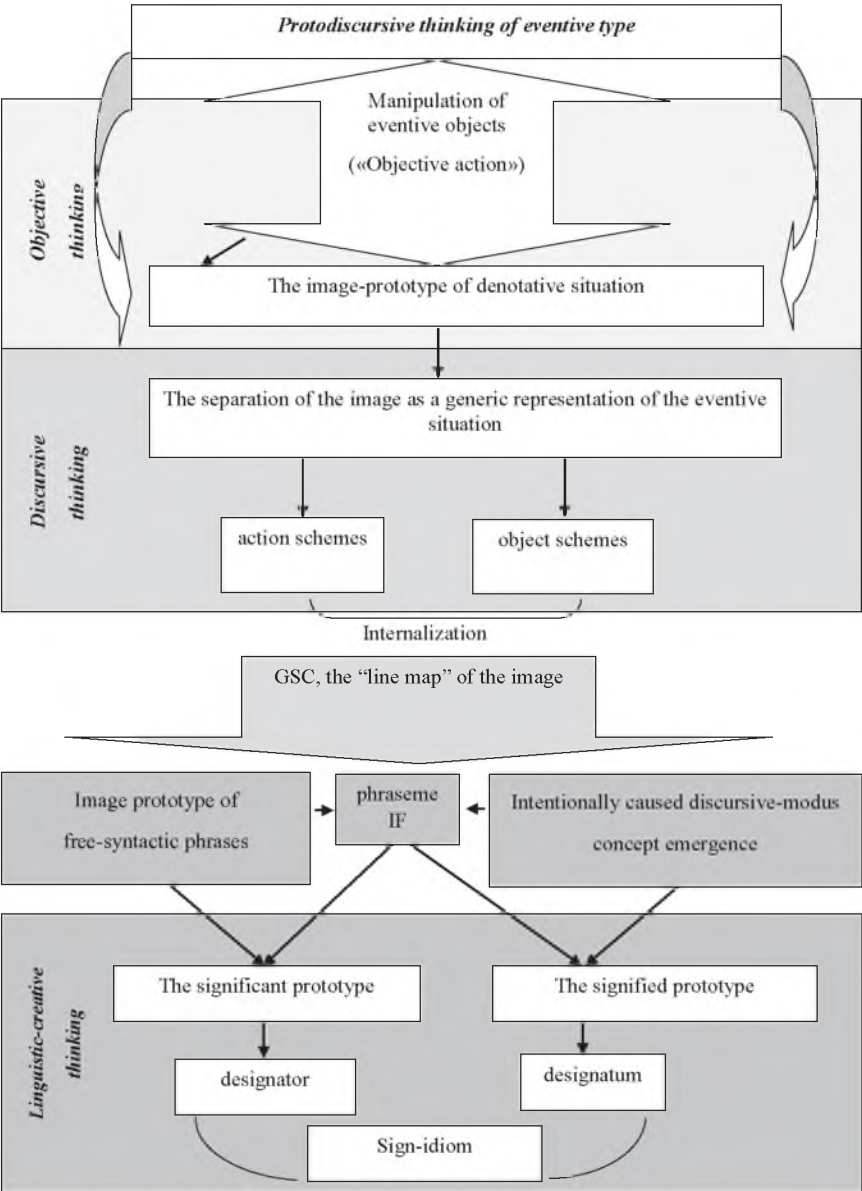 Protodiscursive thinking of eventive type
Manipulation of
eventive objects
(«Objective action»)
Objective
thinking
The image-prototype of denotative situation
The separation of the image as a generic representation of the eventive
situation
Discursive
thinking
action schemes
object schemes
Internalization
GSC, the “line map” of the image
Image prototype of
free-syntactic phrases
phraseme
IF
Intentionally caused discursive-modus
concept emergence
Linguistic-creative
thinking
The significant prototype
The signified prototype
designator
designatum
Sign-idiom